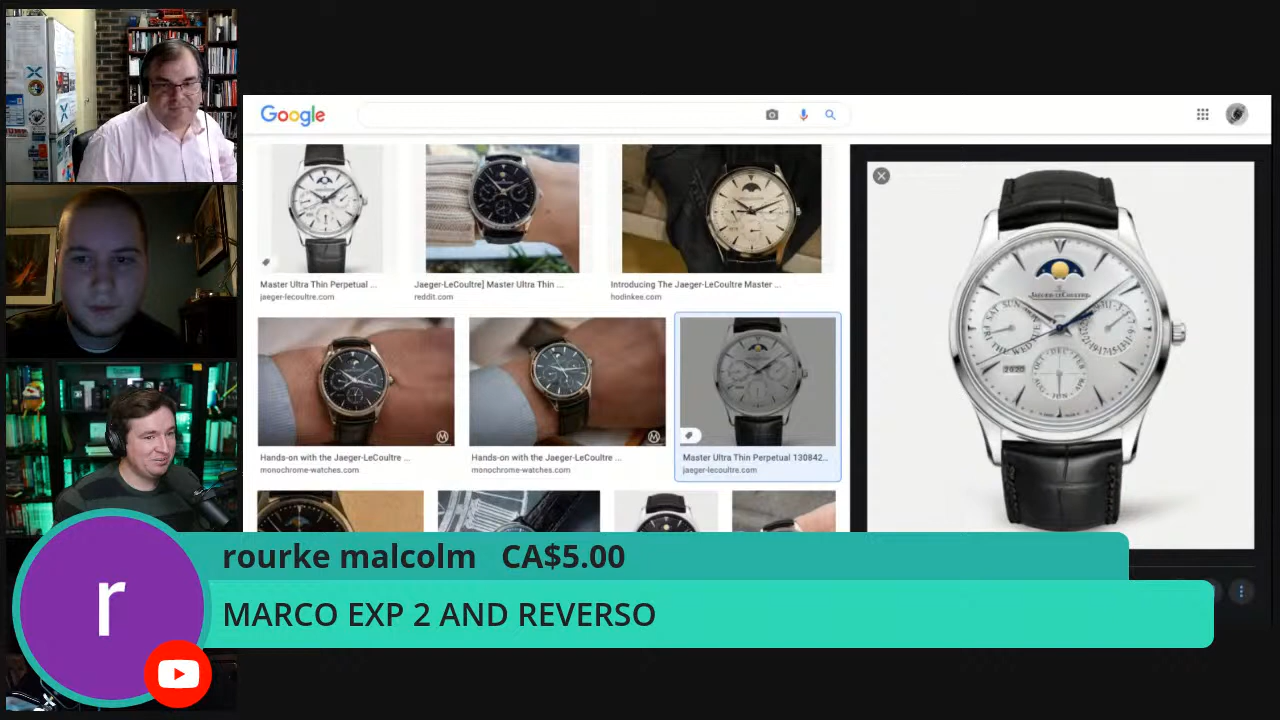 Google
Master Ultra Thin Perpetual ...
jaeger-lecoultre.com
Jaeger-LeCoultre] Master Ultra Thin ...
reddit.com
Introducing The Jaeger-LeCoultre Master ...
hodinkee.com
Hands-on with the Jaeger-LeCoultre ...
monochrome-watches.com
Hands-on with the Jaeger-LeCoultre ...
monochrome-watches.com
Master Ultra Thin Perpetual 130842...
jaeger-lecoultre.com
JAEGER-LECOULTRE
2020
rourke malcolm CA$5.00
MARCO EXP 2 AND REVERSO
r